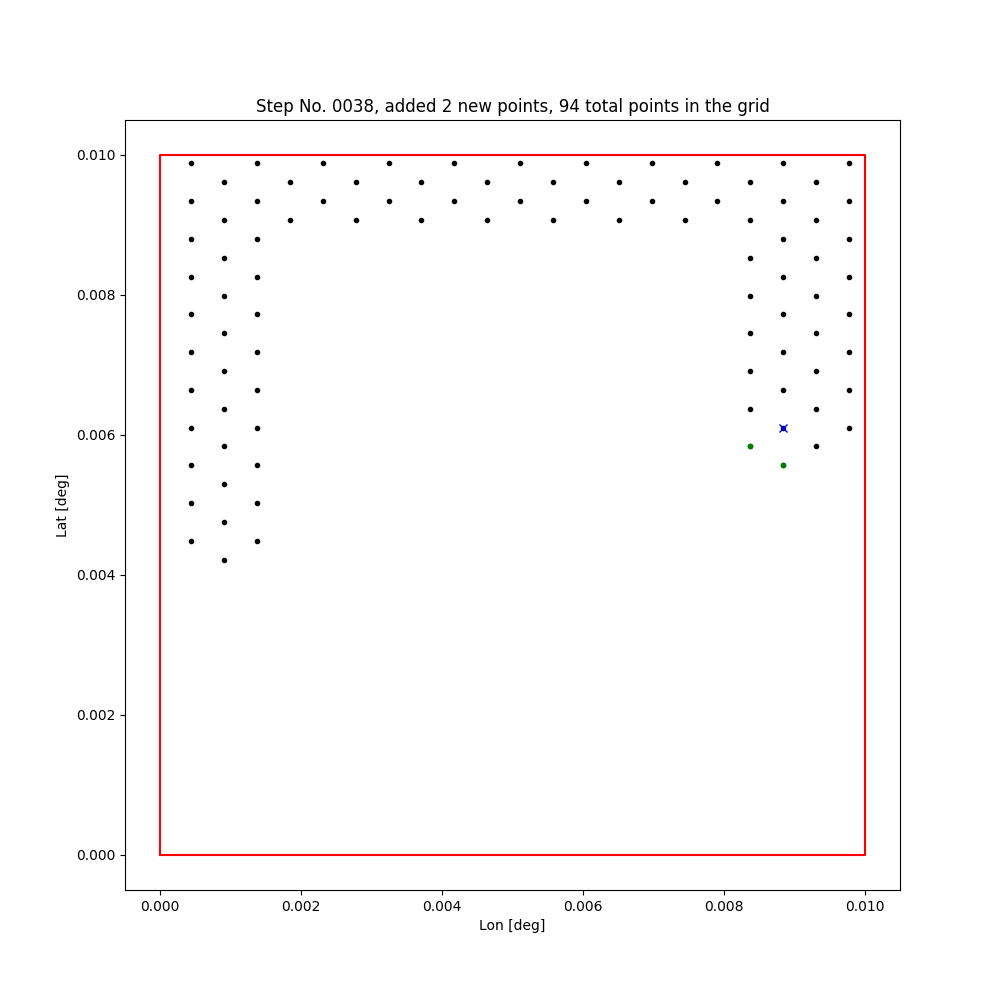 Step No. 0038, added 2 new points, 94 total points in the grid
0.010
0.008
0.006
0.004
0.002
0.000
Lat [deg]
0.000 0.002 0.004 0.006 0.008 0.010
Lon [deg]